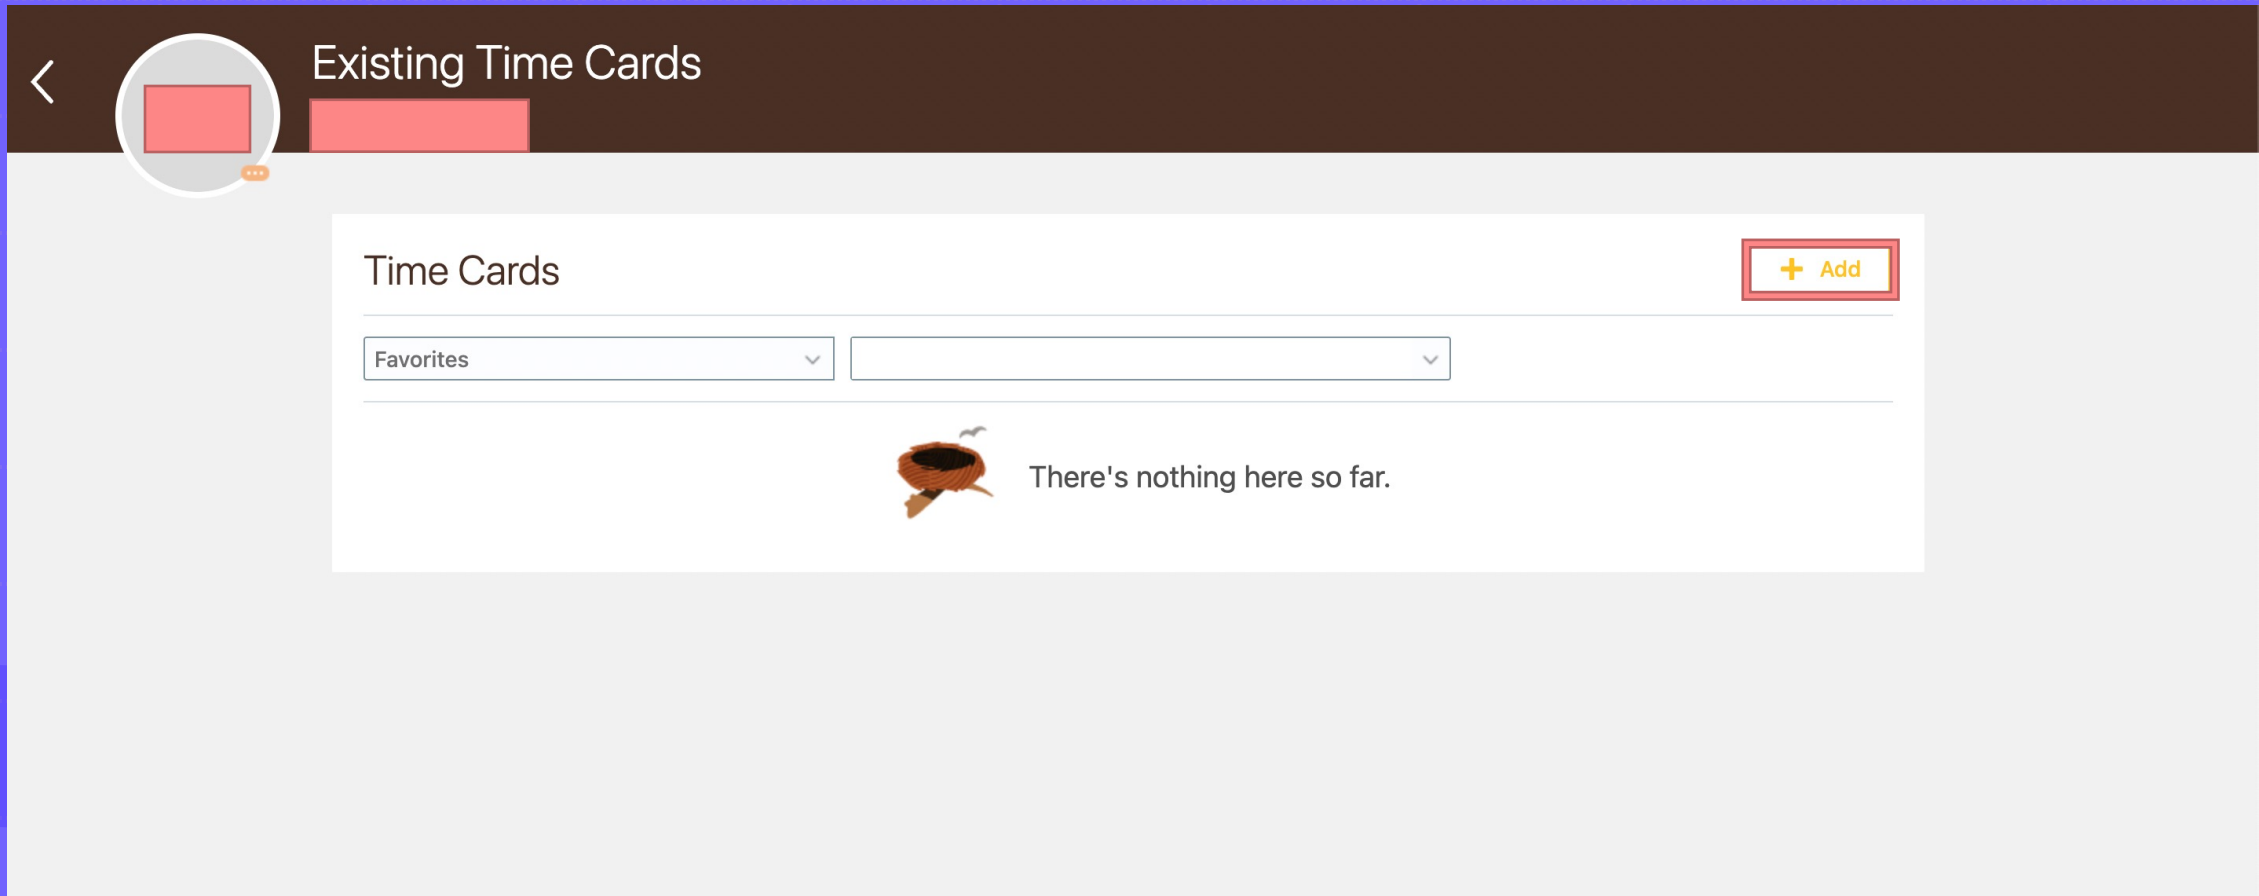 Existing Time Cards
Time Cards
Add
Favorites
There's nothing here so far.